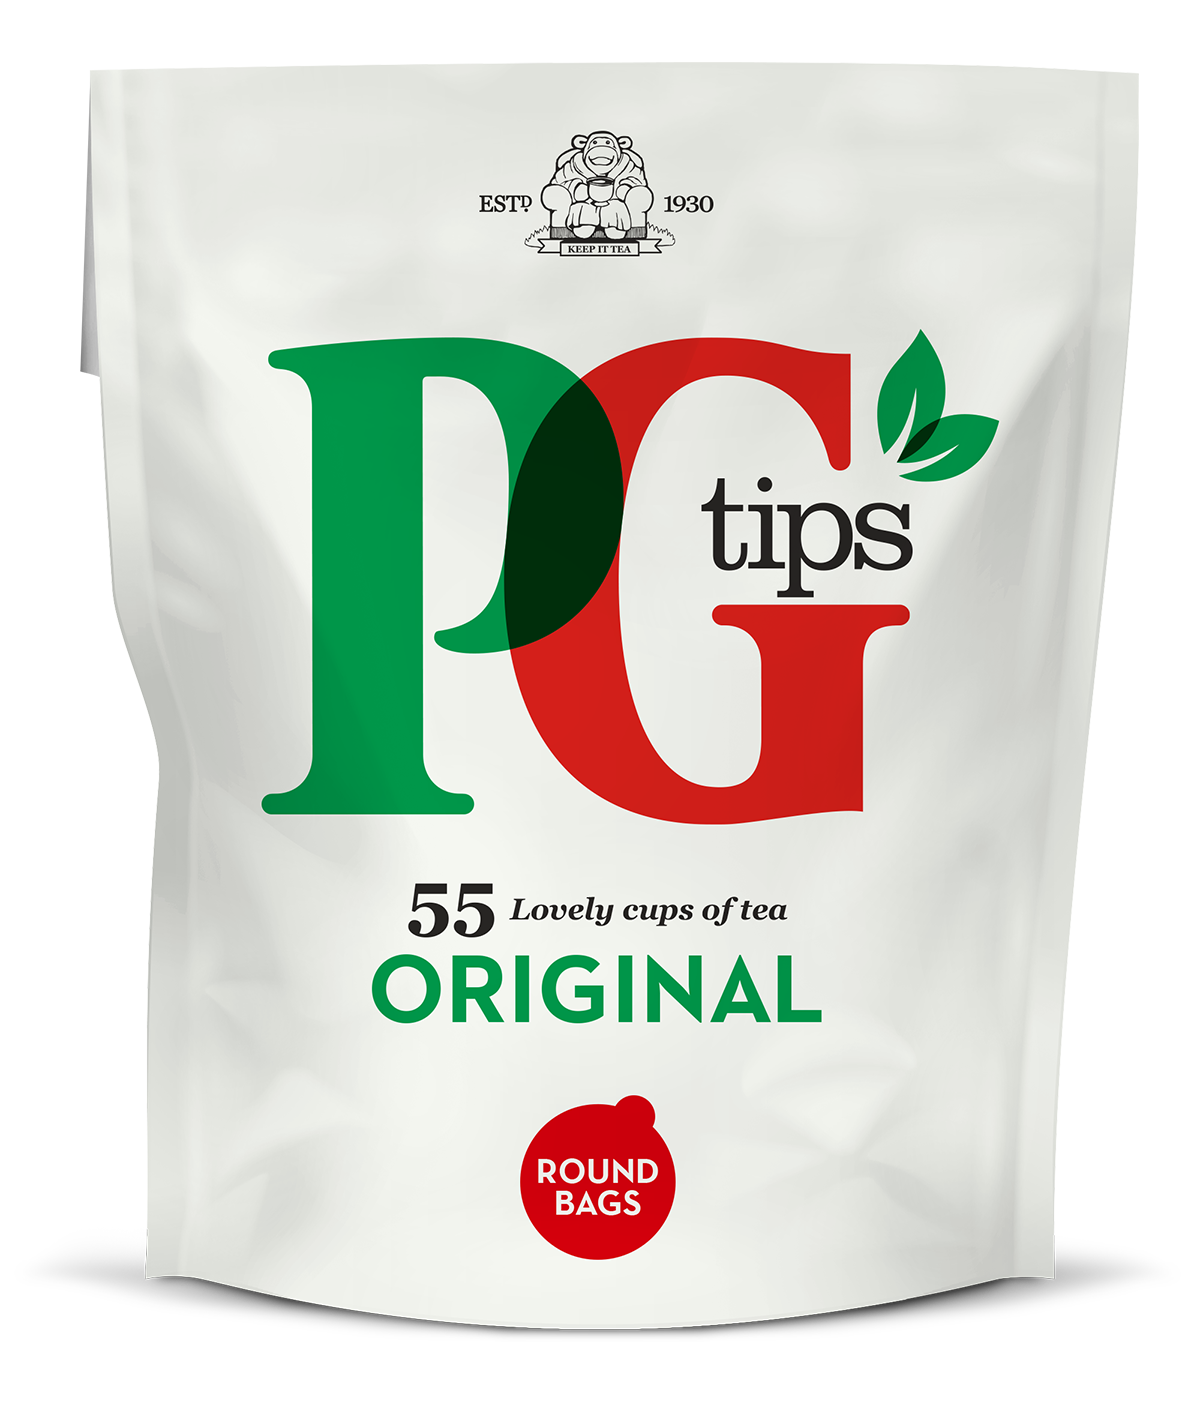 ESTD. 1930
KEEP IT TEA
PG
tips
55 Lovely cups of tea
ORIGINAL
ROUND
BAGS